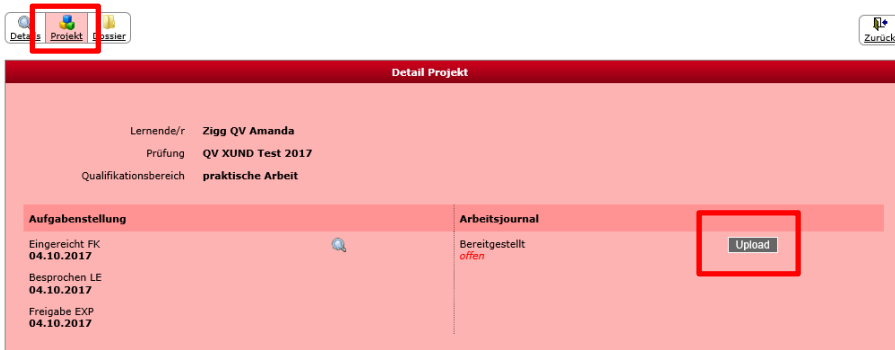 Details Projekt Dossier
Zurück
Detail Projekt
Lernende/r Zigg QV Amanda
Prüfung QV XUND Test 2017
Qualifikationsbereich praktische Arbeit
Aufgabenstellung
Eingereicht FK
04.10.2017
Besprochen LE
04.10.2017
Freigabe EXP
04.10.2017
Arbeitsjournal
Bereitgestellt
offen
Upload